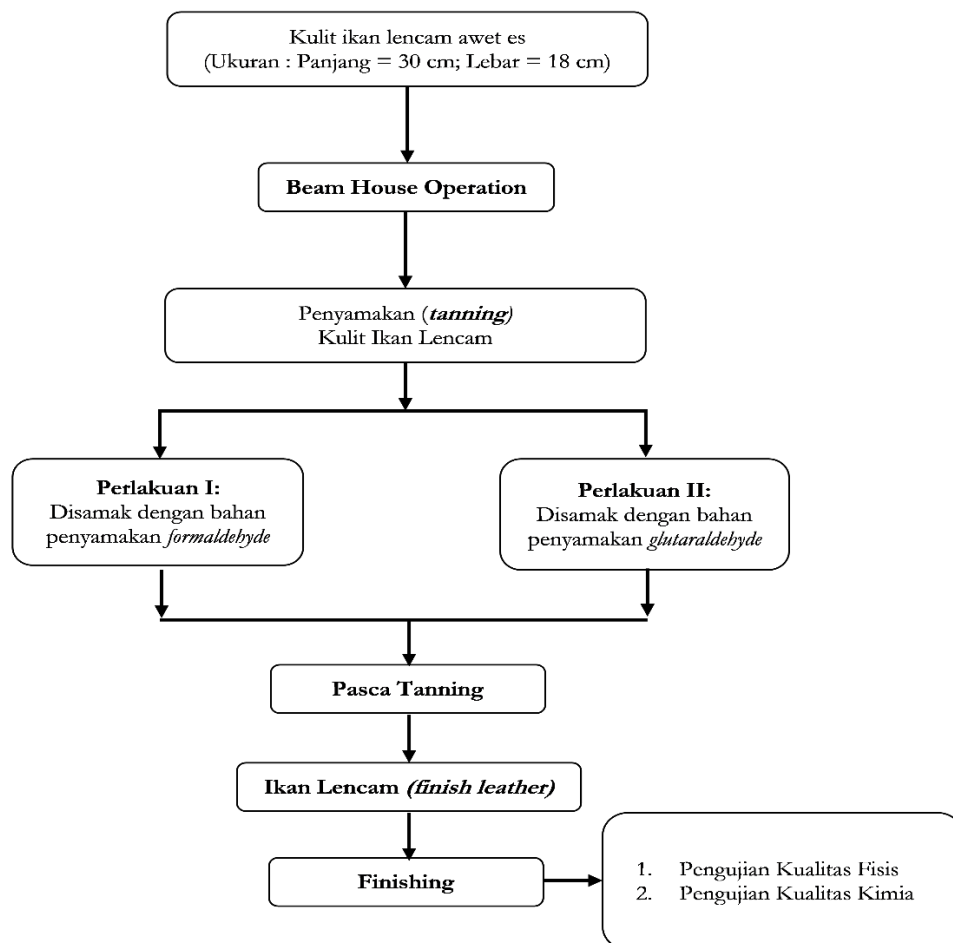 Kulit ikan lencam awet es
(Ukuran : Panjang = 30 cm; Lebar = 18 cm)
Beam House Operation
Penyamakan (tanning)
Kulit Ikan Lencam
Perlakuan I:
Disamak dengan bahan
penyamakan formaldehyde
Perlakuan II:
Disamak dengan bahan
penyamakan glutaraldehyde
Pasca Tanning
Ikan Lencam (finish leather)
Finishing
1. Pengujian Kualitas Fisis
2. Pengujian Kualitas Kimia